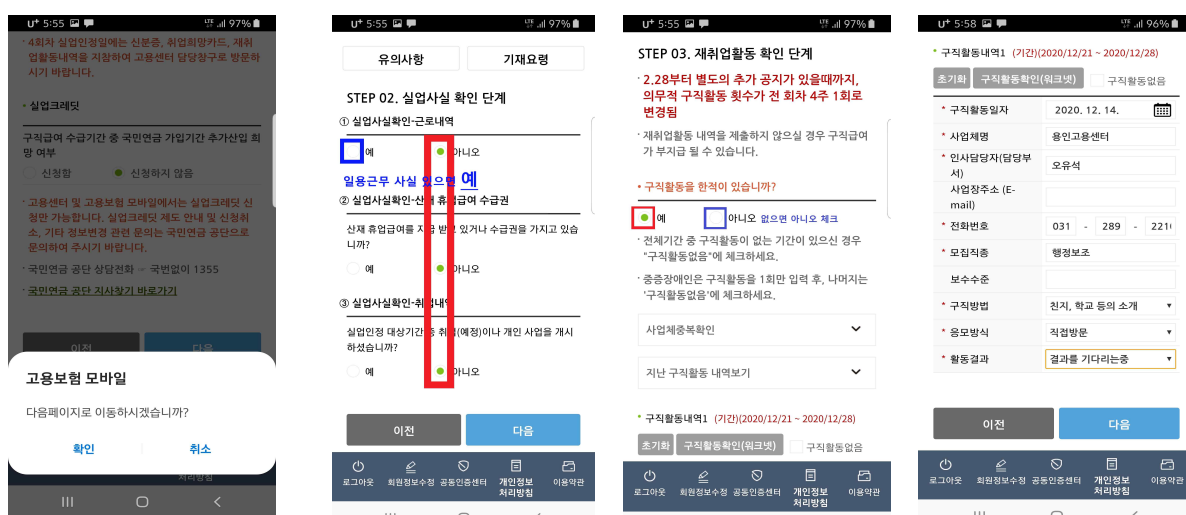 U+ 5:55 LTE 97%
· 4회차 실업인정일에는 신분증, 취업희망카드, 재취
업활동내역을 지참하여 고용센터 담당창구로 방문하
시기 바랍니다.
• 실업크레딧
구직급여 수급기간 중 국민연금 가입기간 추가산입 희
망 여부
신청함 신청하지 않음
· 고용센터 및 고용보험 모바일에서는 실업크레딧 신
청만 가능합니다. 실업크레딧 제도 안내 및 신청취
소, 기타 정보변경 관련 문의는 국민연금 공단으로
문의하여 주시기 바랍니다.
· 국민연금 공단 상담전화 ☞ 국번없이 1355
· 국민연금 공단 지사찾기 바로가기
이전 다음
고용보험 모바일
다음페이지로 이동하시겠습니까?
확인 취소
처리방침
U+ 5:55 LTE 97%
유의사항 기재요령
STEP 02. 실업사실 확인 단계
① 실업사실확인-근로내역
예 아니오
일용근무 사실 있으면 예
② 실업사실확인-산재 휴업급여 수급권
산재 휴업급여를 지급 받고 있거나 수급권을 가지고 있습
니까?
예 아니오
③ 실업사실확인-취업내역
실업인정 대상기간 중 취업(예정)이나 개인 사업을 개시
하셨습니까?
예 아니오
이전 다음
로그아웃 회원정보수정 공동인증센터 개인정보 이용약관
처리방침
U+ 5:55 LTE 97%
STEP 03. 재취업활동 확인 단계
· 2.28부터 별도의 추가 공지가 있을때까지,
의무적 구직활동 횟수가 전 회차 4주 1회로
변경됨
· 재취업활동 내역을 제출하지 않으실 경우 구직급여
가 부지급 될 수 있습니다.
• 구직활동을 한적이 있습니까?
예 아니오 없으면 아니오 체크
· 전체기간 중 구직활동이 없는 기간이 있으신 경우
"구직활동없음"에 체크하세요.
· 중증장애인은 구직활동을 1회만 입력 후, 나머지는
'구직활동없음'에 체크하세요.
사업체중복확인
지난 구직활동 내역보기
* 구직활동내역1 (기간)(2020/12/21 ~ 2020/12/28)
초기화 구직활동확인(워크넷) 구직활동없음
로그아웃 회원정보수정 공동인증센터 개인정보 이용약관
처리방침
U+ 5:58 LTE 96%
* 구직활동내역1 (기간)(2020/12/21 ~ 2020/12/28)
초기화 구직활동확인(워크넷) 구직활동없음
* 구직활동일자 2020. 12. 14.
* 사업체명 용인고용센터
* 인사담당자(담당부
서) 오유석
사업장주소 (E-
mail)
* 전화번호 031 - 289 - 221
* 모집직종 행정보조
보수수준
* 구직방법 친지, 학교 등의 소개
* 응모방식 직접방문
* 활동결과 결과를 기다리는중
이전 다음
로그아웃 회원정보수정 공동인증센터 개인정보 이용약관
처리방침